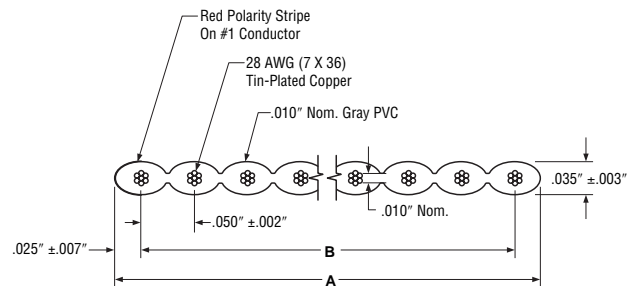 Red Polarity Stripe
On #1 Conductor
28 AWG (7 X 36)
Tin-Plated Copper
.010″ Nom. Gray PVC
.035″ ±.003″
.010″ Nom.
.050″ ±.002″
.025″ ±.007″
B
A